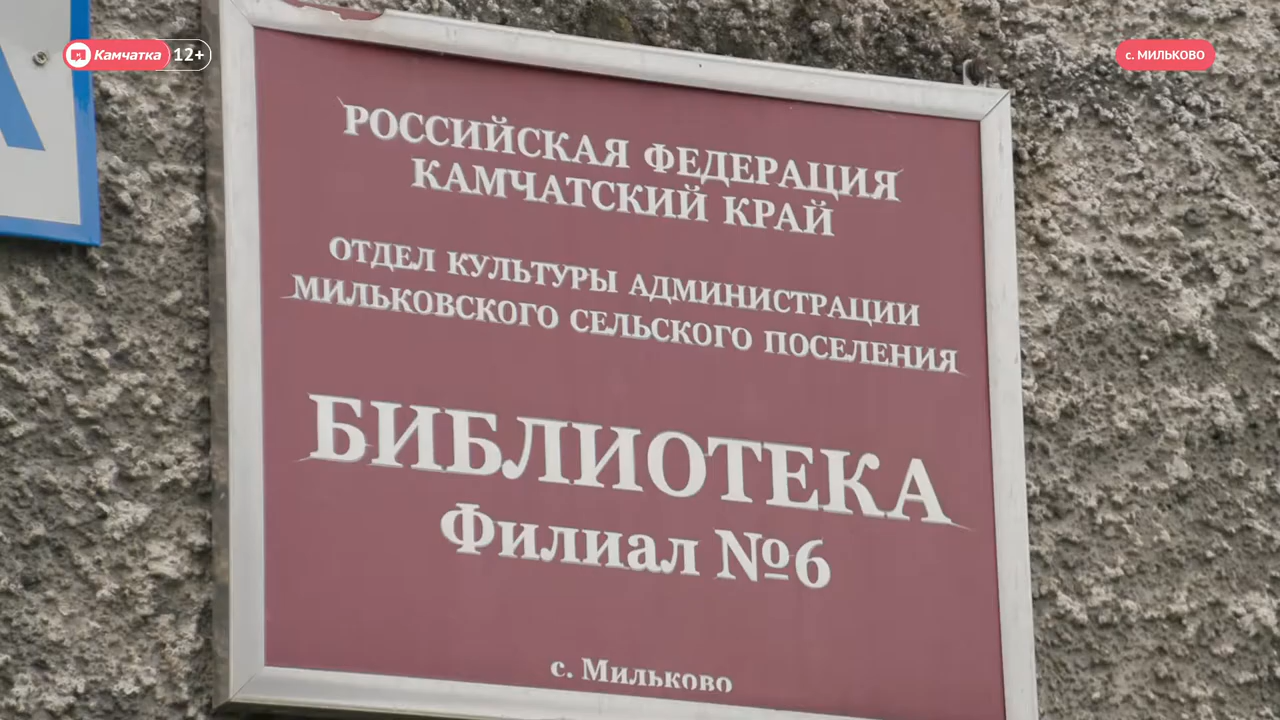 Камчатка 12+
с. МИЛЬКОВО
РОССИЙСКАЯ ФЕДЕРАЦИЯ
КАМЧАТСКИЙ КРАЙ
ОТДЕЛ КУЛЬТУРЫ АДМИНИСТРАЦИИ
МИЛЬКОВСКОГО СЕЛЬСКОГО ПОСЕЛЕНИЯ
БИБЛИОТЕКА
Филиал №6
с. Мильково